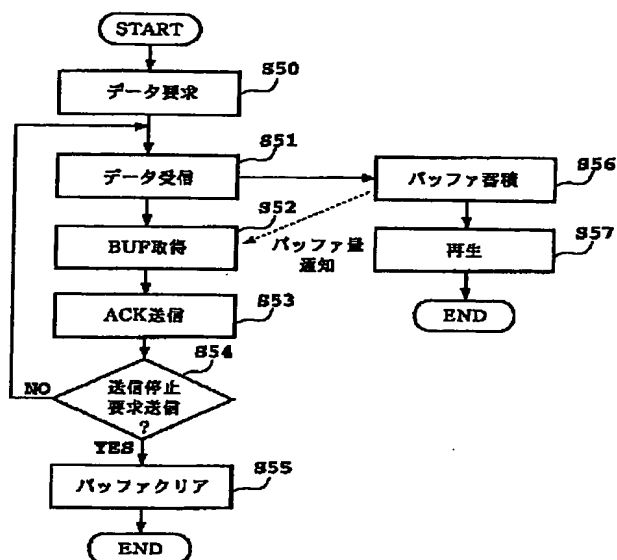 START
S50
データ要求
S51
データ受信
S56
バッファ蓄積
S52
BUF取得
バッファ量
通知
S57
再生
S53
ACK送信
END
S54
NO
送信停止
要求送信
?
YES
S55
バッファクリア
END